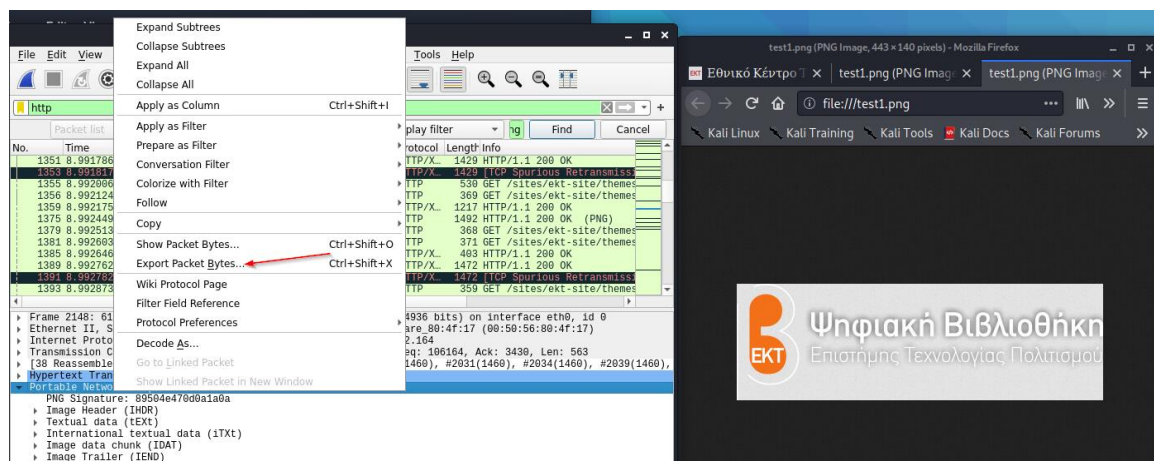 Expand Subtrees
Collapse Subtrees
Expand All
Collapse All
Apply as Column Ctrl+Shift+I
Apply as Filter
Prepare as Filter
Conversation Filter
Colorize with Filter
Follow
Copy
Show Packet Bytes... Ctrl+Shift+O
Export Packet Bytes... Ctrl+Shift+X
Wiki Protocol Page
Filter Field Reference
Protocol Preferences
Decode As...
Go to Linked Packet
Show Linked Packet in New Window
File Edit View Tools Help
http
Packet list play filter ng Find Cancel
No. Time rotocol Length Info
1351 8.991786 TTP/X… 1429 HTTP/1.1 200 OK
1353 8.991817 TTP/X… 1429 [TCP Spurious Retransmiss
1355 8.992006 TTP 530 GET /sites/ekt-site/themes
1356 8.992124 TTP 369 GET /sites/ekt-site/themes
1359 8.992175 TTP/X… 1217 HTTP/1.1 200 OK
1375 8.992449 TTP 1492 HTTP/1.1 200 OK (PNG)
1379 8.992513 TTP 368 GET /sites/ekt-site/themes
1381 8.992603 TTP 371 GET /sites/ekt-site/themes
1385 8.992646 TTP/X… 403 HTTP/1.1 200 OK
1389 8.992762 TTP/X… 1472 HTTP/1.1 200 OK
1391 8.992782 TTP/X… 1472 [TCP Spurious Retransmiss
1393 8.992873 TTP 359 GET /sites/ekt-site/themes
Frame 2148: 61 4936 bits) on interface eth0, id 0
Ethernet II, S are_80:4f:17 (00:50:56:80:4f:17)
Internet Proto 2.164
Transmission C eq: 106164, Ack: 3430, Len: 563
[38 Reassemble 1460), #2031(1460), #2034(1460), #2039(1460),
Hypertext Tran
Portable Netwo
PNG Signature: 89504e470d0a1a0a
Image Header (IHDR)
Textual data (tEXt)
International textual data (iTXt)
Image data chunk (IDAT)
Image Trailer (IEND)
test1.png (PNG Image, 443 × 140 pixels) - Mozilla Firefox
EKT Εθνικό Κέντρο Τ test1.png (PNG Image test1.png (PNG Image
file:///test1.png
Kali Linux Kali Training Kali Tools Kali Docs Kali Forums
EKT
Ψηφιακή Βιβλιοθήκη
Επιστήμης Τεχνολογίας Πολιτισμού